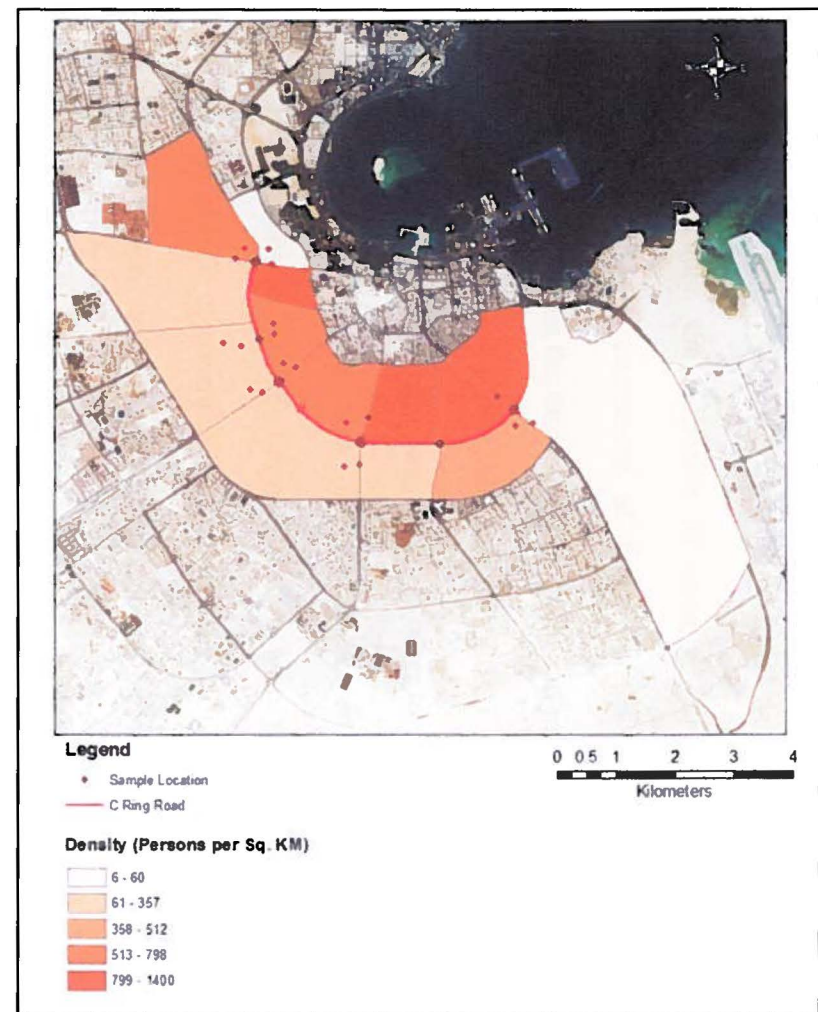 Legend
Sample Location
C Ring Road
0 0.5 1 2 3 4
Kilometers
Density (Persons per Sq. KM)
6 - 60
61 - 357
358 - 512
513 - 798
799 - 1400